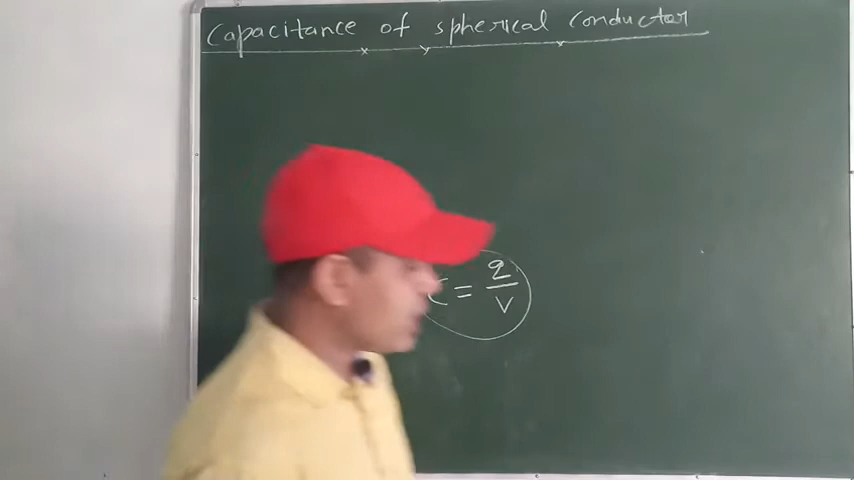 Capacitance of spherical conductor
C = q/v